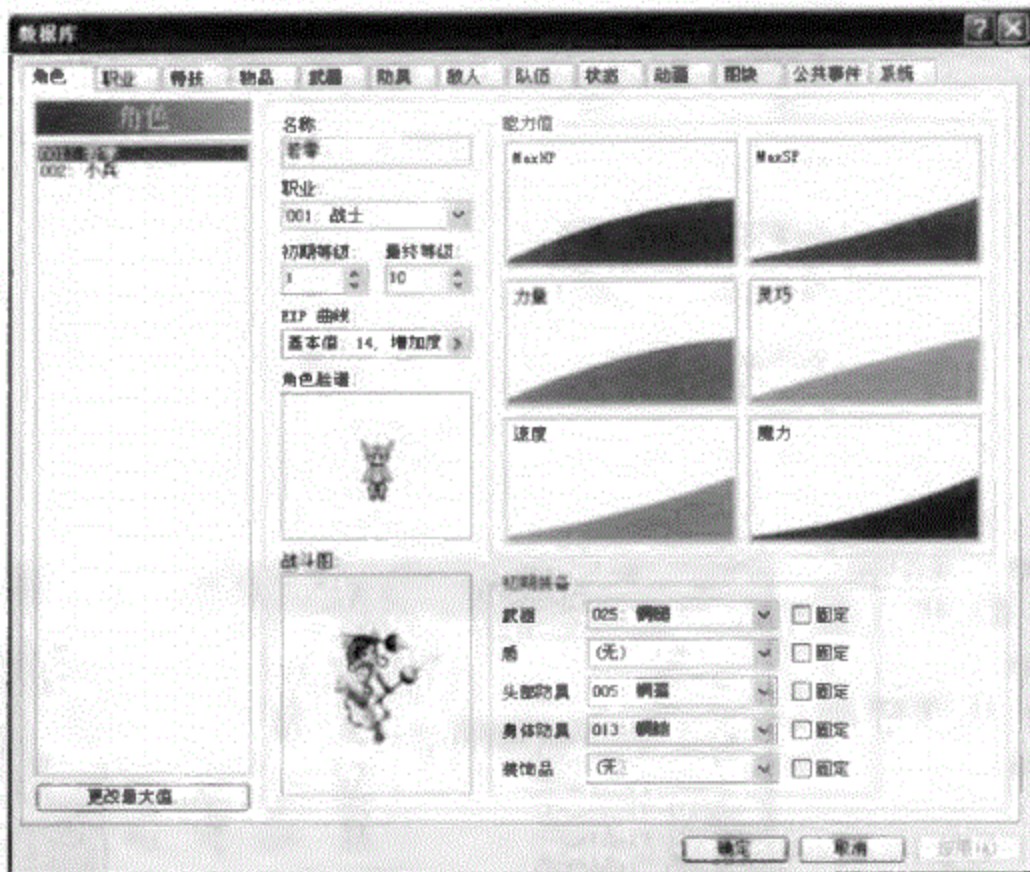 数据库
角色 职业 特技 物品 武器 防具 敌人 队伍 状态 动画 图块 公共事件 系统
角色
002: 小兵
更改最大值
名称
职业:
001: 战士
初期等级: 最终等级:
1 10
EXP 曲线
基本值: 14, 增加度
角色脸谱:
战斗图:
能力值
MaxHP MaxSP
力量 灵巧
速度 魔力
初期装备
武器 025: 固定
盾 (无) 固定
头部防具 005: 固定
身体防具 013: 固定
装饰品 (无) 固定
确定 取消 应用(A)